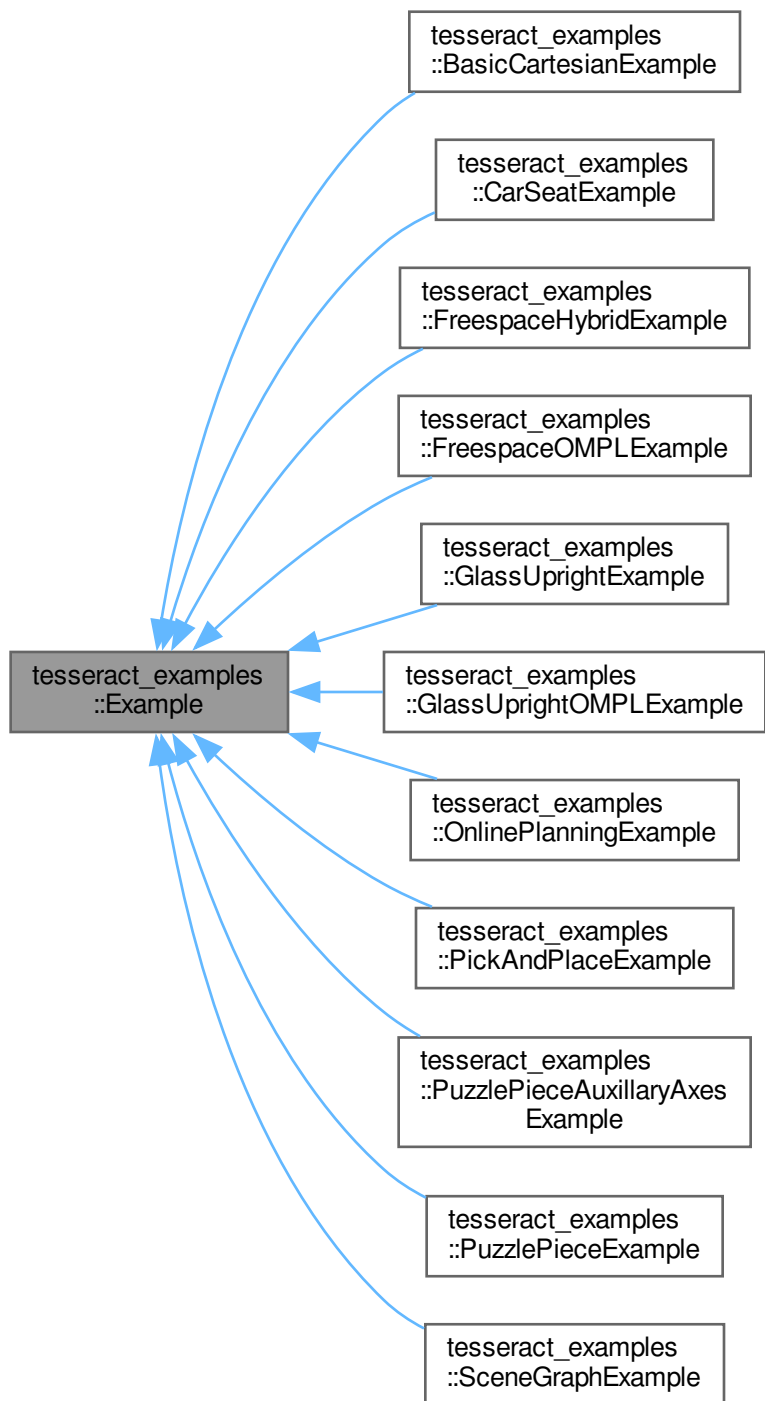 tesseract_examples
::BasicCartesianExample
tesseract_examples
::CarSeatExample
tesseract_examples
::FreespaceHybridExample
tesseract_examples
::FreespaceOMPLExample
tesseract_examples
::GlassUprightExample
tesseract_examples
::Example
tesseract_examples
::GlassUprightOMPLExample
tesseract_examples
::OnlinePlanningExample
tesseract_examples
::PickAndPlaceExample
tesseract_examples
::PuzzlePieceAuxillaryAxes
Example
tesseract_examples
::PuzzlePieceExample
tesseract_examples
::SceneGraphExample